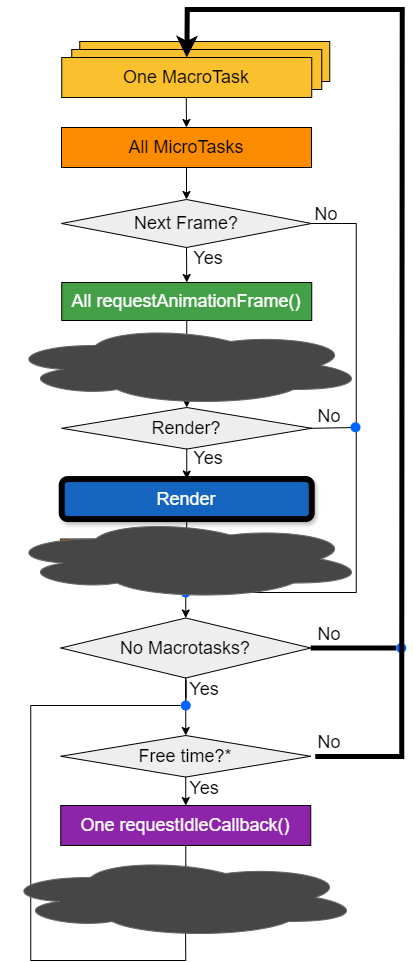 One MacroTask
All MicroTasks
Next Frame?
No
Yes
All requestAnimationFrame()
Render?
No
Yes
Render
No Macrotasks?
No
Yes
Free time?*
No
Yes
One requestIdleCallback()